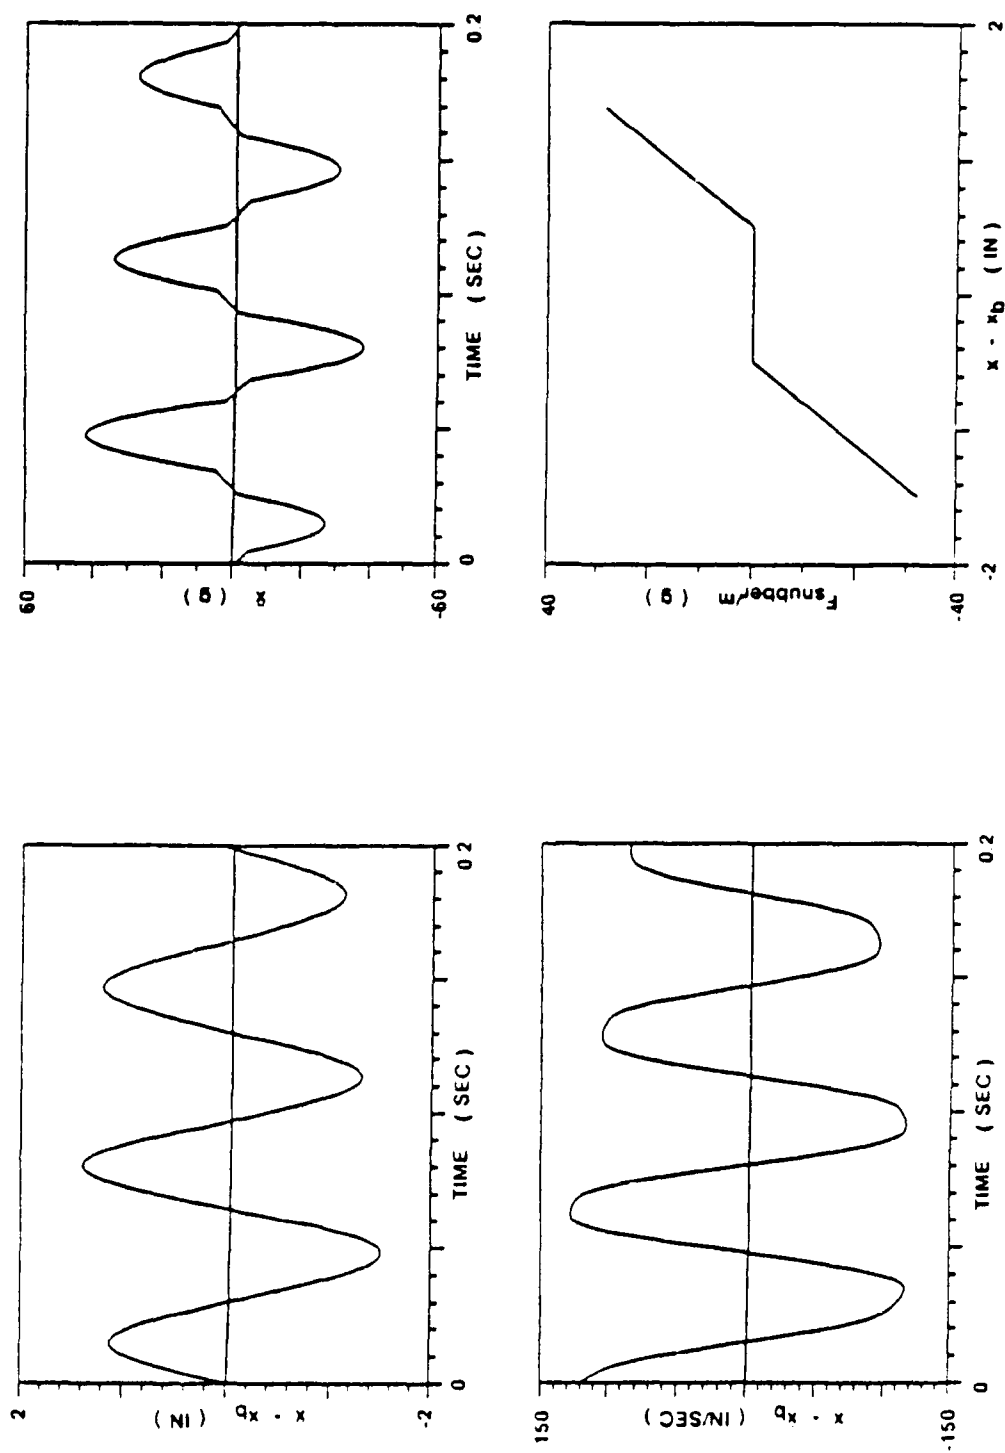 2
x - xb ( IN )
-2
0
TIME ( SEC )
0.2
60
x ( g )
-60
0
TIME ( SEC )
0.2
150
x - xb ( IN/SEC )
-150
0
TIME ( SEC )
0.2
40
Fsnubber/m ( g )
-40
-2
x - xb ( IN )
2